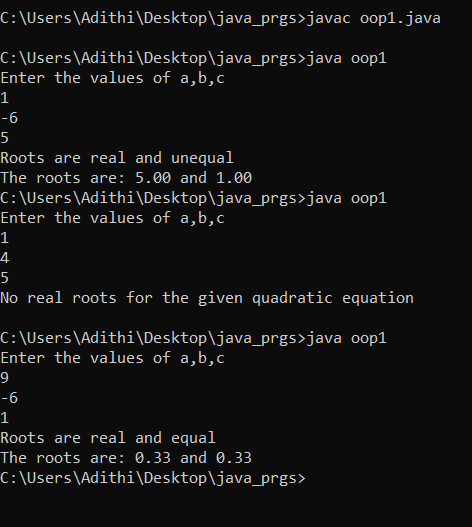 C:\Users\Adithi\Desktop\java_prgs>javac oop1.java
C:\Users\Adithi\Desktop\java_prgs>java oop1
Enter the values of a,b,c
1
-6
5
Roots are real and unequal
The roots are: 5.00 and 1.00
C:\Users\Adithi\Desktop\java_prgs>java oop1
Enter the values of a,b,c
1
4
5
No real roots for the given quadratic equation
C:\Users\Adithi\Desktop\java_prgs>java oop1
Enter the values of a,b,c
9
-6
1
Roots are real and equal
The roots are: 0.33 and 0.33
C:\Users\Adithi\Desktop\java_prgs>